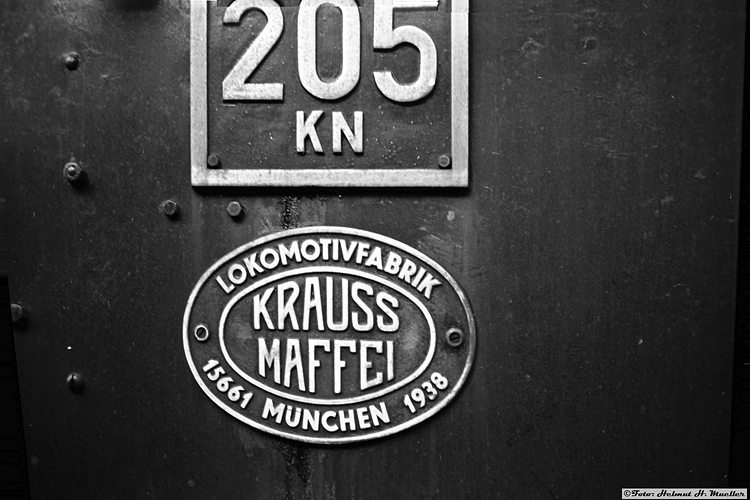 205
KN
LOKOMOTIVFABRIK
KRAUSS
MAFFEI
15661 MÜNCHEN 1938
©Foto: Helmut H. Mueller